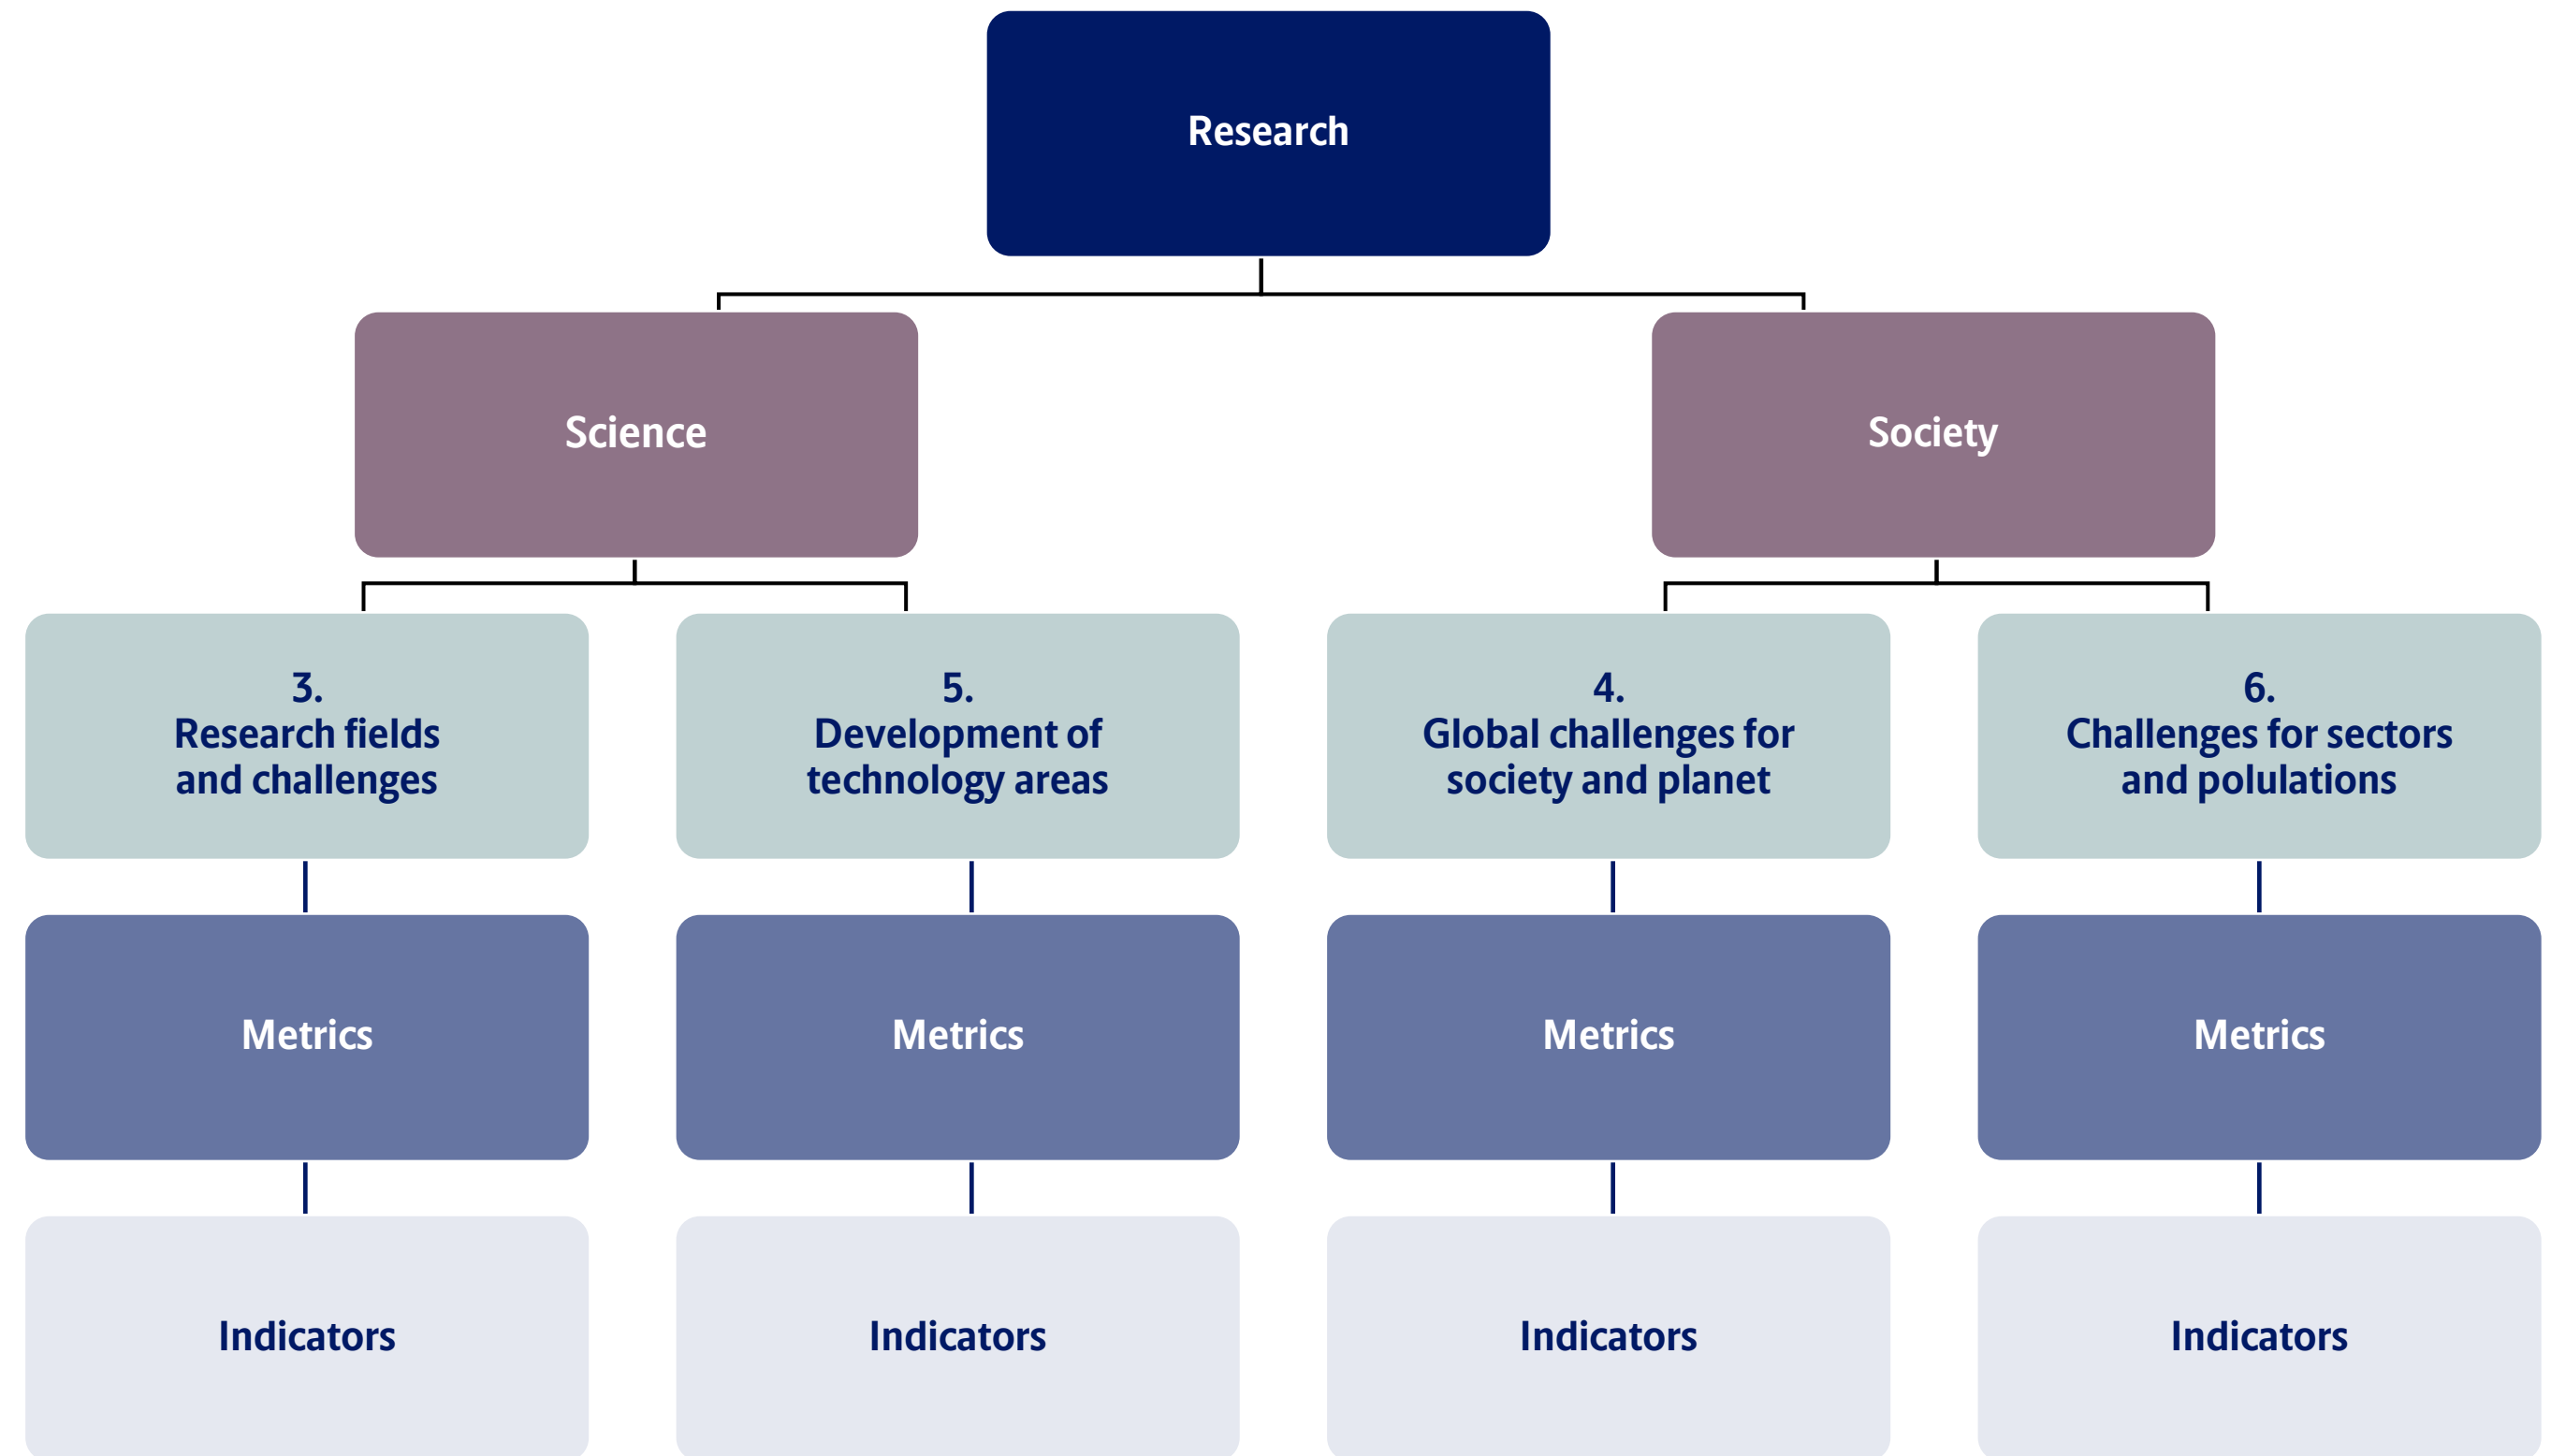 Research
Science
Society
3.
Research fields
and challenges
5.
Development of
technology areas
4.
Global challenges for
society and planet
6.
Challenges for sectors
and polulations
Metrics
Metrics
Metrics
Metrics
Indicators
Indicators
Indicators
Indicators